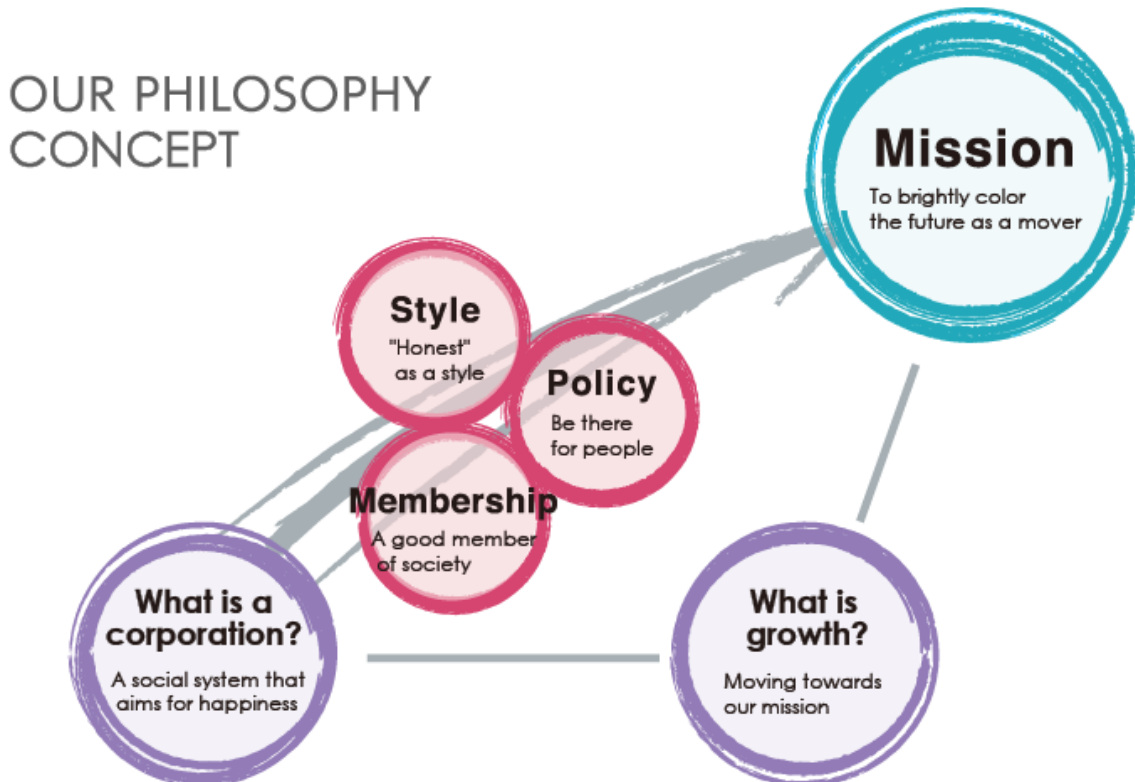 OUR PHILOSOPHY
CONCEPT
Mission
To brightly color
the future as a mover
Style
"Honest"
as a style
Policy
Be there
for people
Membership
A good member
of society
What is a
corporation?
A social system that
aims for happiness
What is
growth?
Moving towards
our mission